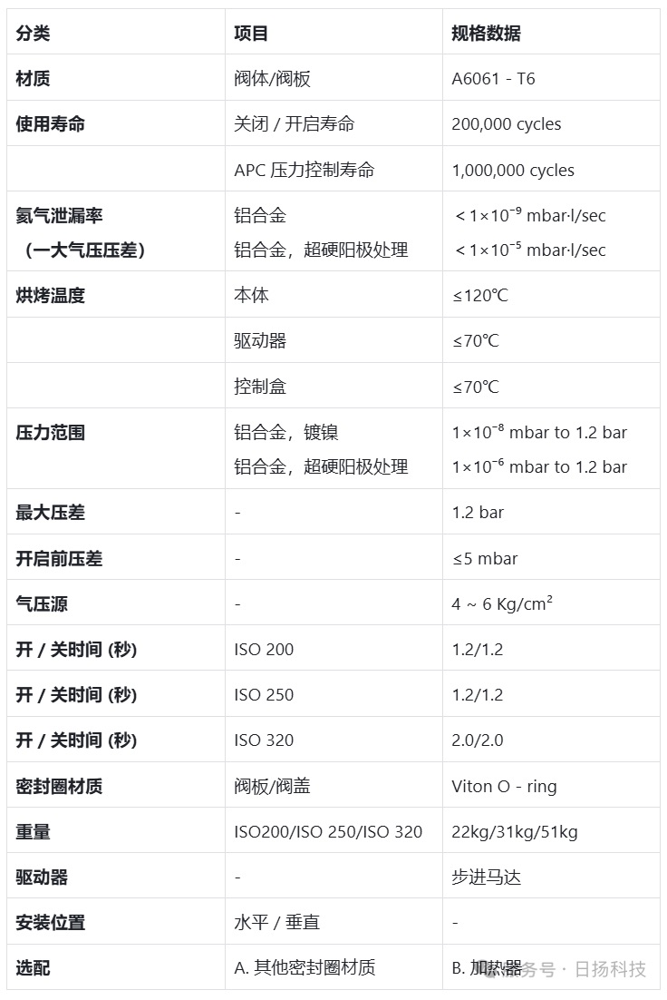 分类 项目 规格数据
材质 阀体/阀板 A6061 - T6
使用寿命 关闭 / 开启寿命 200,000 cycles
APC 压力控制寿命 1,000,000 cycles
氦气泄漏率 铝合金 ＜1×10⁻⁹ mbar·l/sec
（一大气压压差） 铝合金，超硬阳极处理 ＜1×10⁻⁵ mbar·l/sec
烘烤温度 本体 ≤120℃
驱动器 ≤70℃
控制盒 ≤70℃
压力范围 铝合金，镀镍 1×10⁻⁸ mbar to 1.2 bar
铝合金，超硬阳极处理 1×10⁻⁶ mbar to 1.2 bar
最大压差 - 1.2 bar
开启前压差 - ≤5 mbar
气压源 - 4 ~ 6 Kg/cm²
开 / 关时间 (秒) ISO 200 1.2/1.2
开 / 关时间 (秒) ISO 250 1.2/1.2
开 / 关时间 (秒) ISO 320 2.0/2.0
密封圈材质 阀板/阀盖 Viton O - ring
重量 ISO200/ISO 250/ISO 320 22kg/31kg/51kg
驱动器 - 步进马达
安装位置 水平 / 垂直 -
选配 A. 其他密封圈材质 B. 加热器
服务号 · 日扬科技